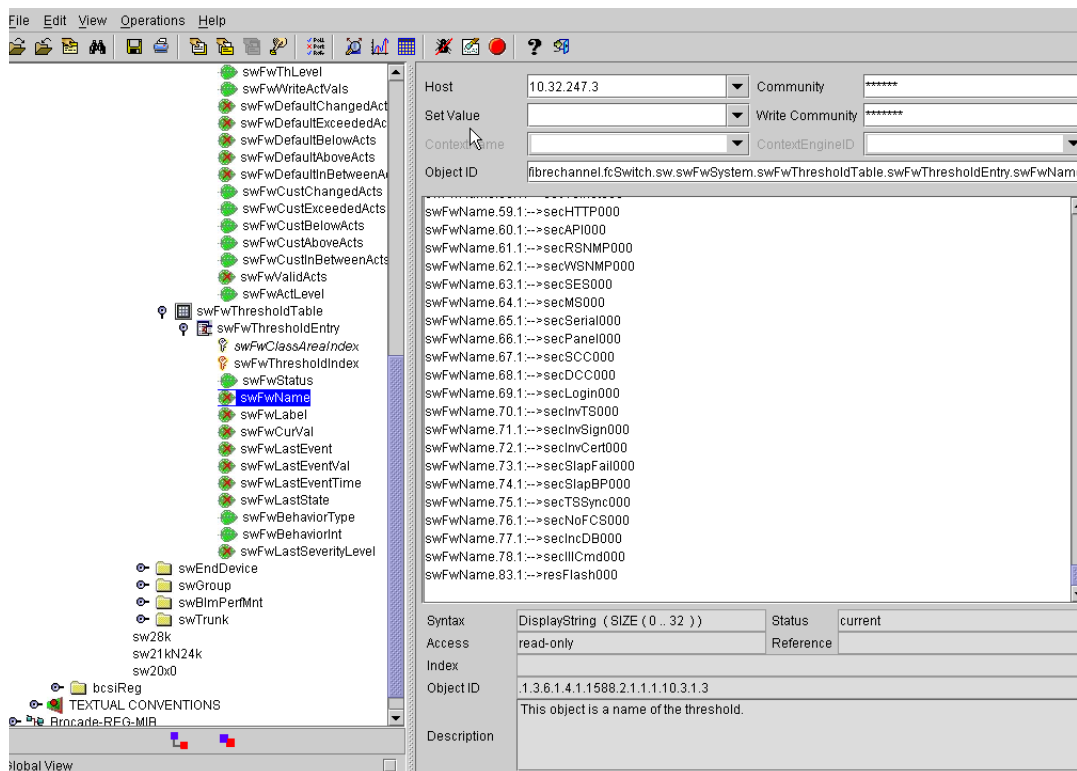 File Edit View Operations Help
swFwThLevel
swFwWriteActVals
swFwDefaultChangedAct
swFwDefaultExceededAc
swFwDefaultBelowActs
swFwDefaultAboveActs
swFwDefaultInBetweenA
swFwCustChangedActs
swFwCustExceededActs
swFwCustBelowActs
swFwCustAboveActs
swFwCustInBetweenActs
swFwValidActs
swFwActLevel
swFwThresholdTable
swFwThresholdEntry
swFwClassAreaIndex
swFwThresholdIndex
swFwStatus
swFwName
swFwLabel
swFwCurVal
swFwLastEvent
swFwLastEventVal
swFwLastEventTime
swFwLastState
swFwBehaviorType
swFwBehaviorInt
swFwLastSeverityLevel
swEndDevice
swGroup
swBlmPerfMnt
swTrunk
sw28k
sw21kN24k
sw20x0
bcsiReg
TEXTUAL CONVENTIONS
Brocade-REG-MIB
Global View
Host 10.32.247.3 Community ******
Set Value Write Community *******
ContextName ContextEngineID
Object ID fibrechannel.fcSwitch.sw.swFwSystem.swFwThresholdTable.swFwThresholdEntry.swFwName
swFwName.59.1:-->secHTTP000
swFwName.60.1:-->secAPI000
swFwName.61.1:-->secRSNMP000
swFwName.62.1:-->secWSNMP000
swFwName.63.1:-->secSES000
swFwName.64.1:-->secMS000
swFwName.65.1:-->secSerial000
swFwName.66.1:-->secPanel000
swFwName.67.1:-->secSCC000
swFwName.68.1:-->secDCC000
swFwName.69.1:-->secLogin000
swFwName.70.1:-->secInvTS000
swFwName.71.1:-->secInvSign000
swFwName.72.1:-->secInvCert000
swFwName.73.1:-->secSlapFail000
swFwName.74.1:-->secSlapBP000
swFwName.75.1:-->secTSSync000
swFwName.76.1:-->secNoFCS000
swFwName.77.1:-->secIncDB000
swFwName.78.1:-->secIllCmd000
swFwName.83.1:-->resFlash000
Syntax DisplayString ( SIZE ( 0 .. 32 ) ) Status current
Access read-only Reference
Index
Object ID .1.3.6.1.4.1.1588.2.1.1.1.10.3.1.3
This object is a name of the threshold.
Description